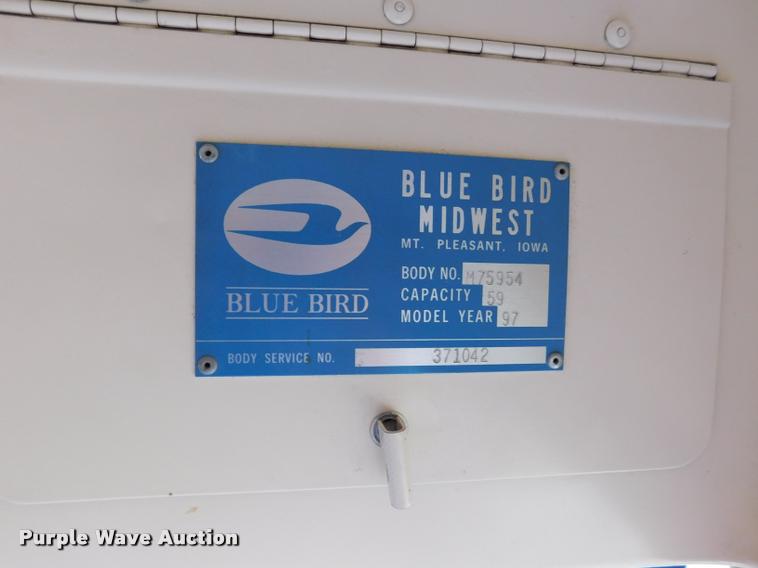 BLUE BIRD
MIDWEST
MT. PLEASANT, IOWA
BODY NO. M75954
CAPACITY 59
MODEL YEAR 97
BLUE BIRD
BODY SERVICE NO. 371042
Purple Wave Auction